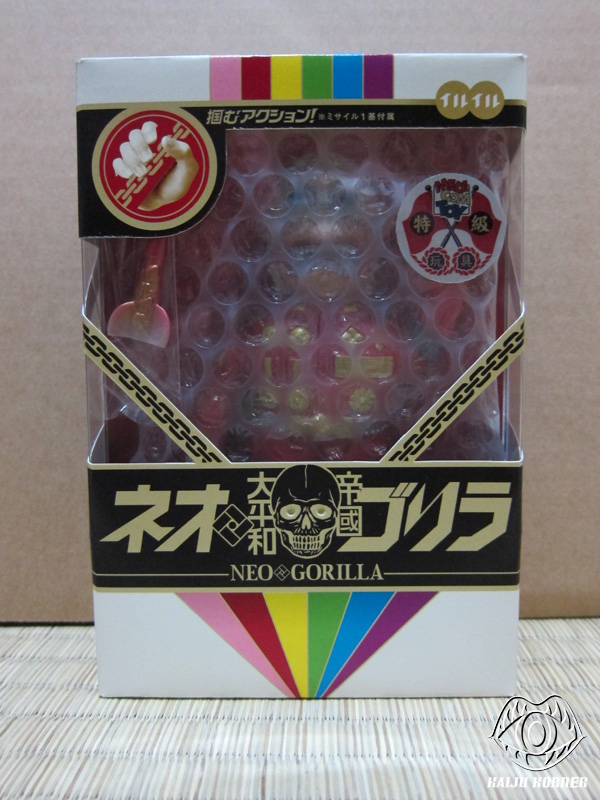 掴むアクション!※ミサイル1基付属
イルイル
特級
玩具
ネオ 太平和 帝國 ゴリラ
NEO GORILLA
KAIJU KORNER